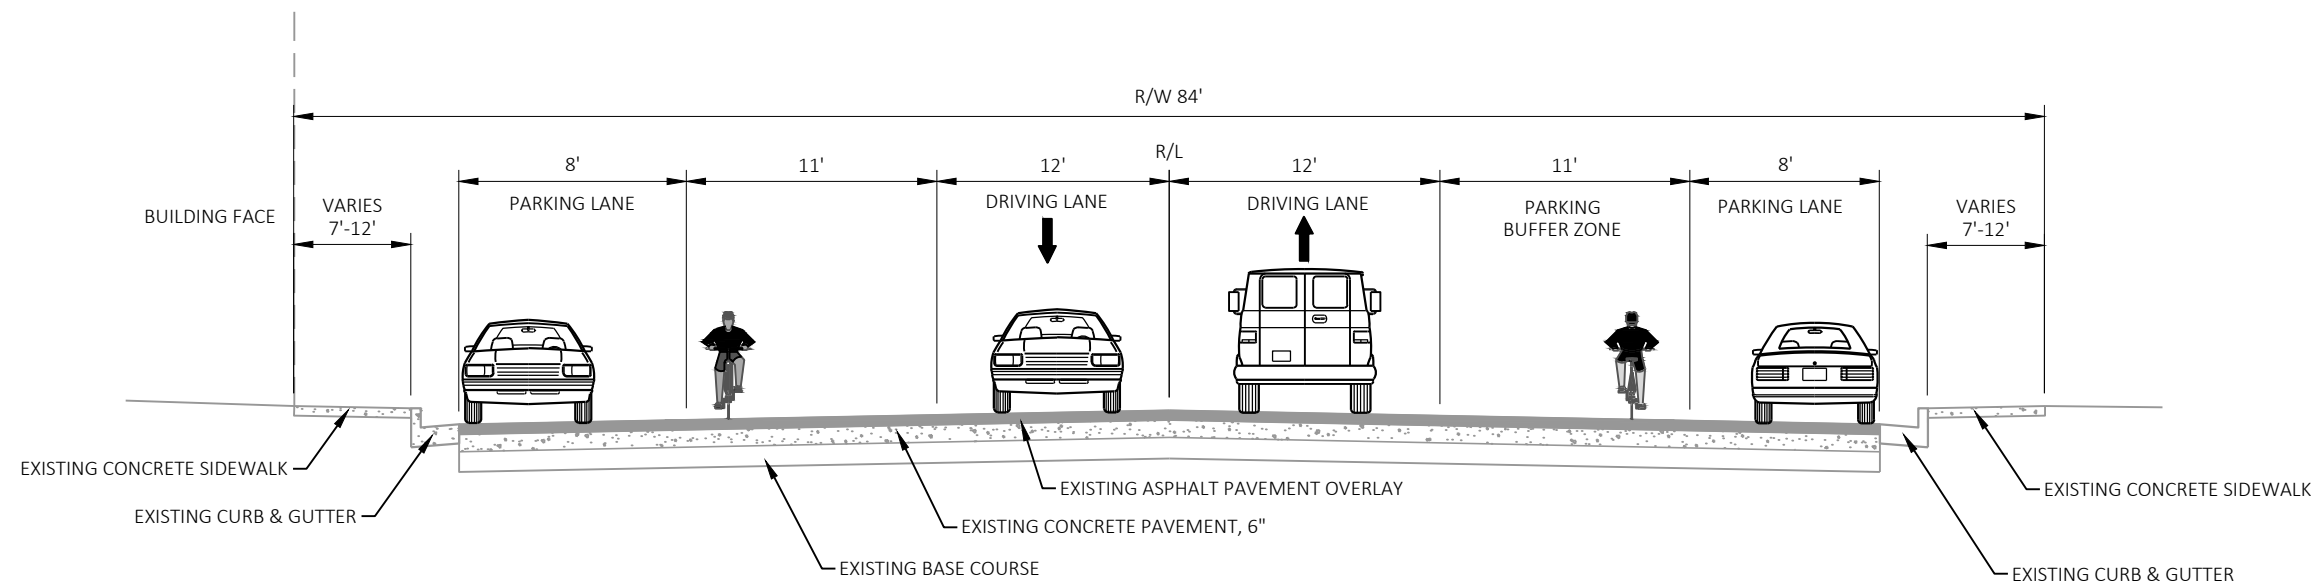 R/W 84'
R/L
8'
11'
12'
12'
11'
8'
BUILDING FACE
VARIES
7'-12'
PARKING LANE
DRIVING LANE
DRIVING LANE
PARKING
BUFFER ZONE
PARKING LANE
VARIES
7'-12'
EXISTING CONCRETE SIDEWALK
EXISTING CURB & GUTTER
EXISTING ASPHALT PAVEMENT OVERLAY
EXISTING CONCRETE PAVEMENT, 6"
EXISTING BASE COURSE
EXISTING CONCRETE SIDEWALK
EXISTING CURB & GUTTER